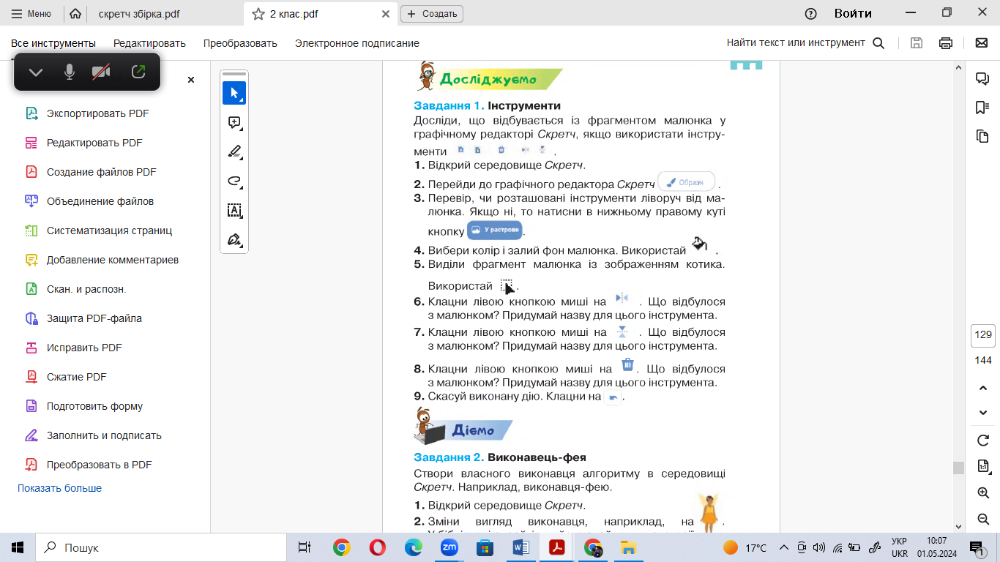 Меню
скретч збірка.pdf
2 клас.pdf
Создать
Войти
Все инструменты
Редактировать
Преобразовать
Электронное подписание
Найти текст или инструмент
Экспортировать PDF
Редактировать PDF
Создание файлов PDF
Объединение файлов
Систематизация страниц
Добавление комментариев
Скан. и распозн.
Защита PDF-файла
Исправить PDF
Сжатие PDF
Подготовить форму
Заполнить и подписать
Преобразовать в PDF
Показать больше
Досліджуємо
Завдання 1. Інструменти
Досліди, що відбувається із фрагментом малюнка у
графічному редакторі Скретч, якщо використати інстру-
менти .
1. Відкрий середовище Скретч.
2. Перейди до графічного редактора Скретч Образи .
3. Перевір, чи розташовані інструменти ліворуч від ма-
люнка. Якщо ні, то натисни в нижньому правому куті
кнопку У растрове .
4. Вибери колір і залий фон малюнка. Використай .
5. Виділи фрагмент малюнка із зображенням котика.
Використай .
6. Клацни лівою кнопкою миші на . Що відбулося
з малюнком? Придумай назву для цього інструмента.
7. Клацни лівою кнопкою миші на . Що відбулося
з малюнком? Придумай назву для цього інструмента.
8. Клацни лівою кнопкою миші на . Що відбулося
з малюнком? Придумай назву для цього інструмента.
9. Скасуй виконану дію. Клацни на .
Діємо
Завдання 2. Виконавець-фея
Створи власного виконавця алгоритму в середовищі
Скретч. Наприклад, виконавця-фею.
1. Відкрий середовище Скретч.
2. Зміни вигляд виконавця, наприклад, на .
129
144
1:1
Пошук
17°C
УКР
UKR
10:07
01.05.2024
1